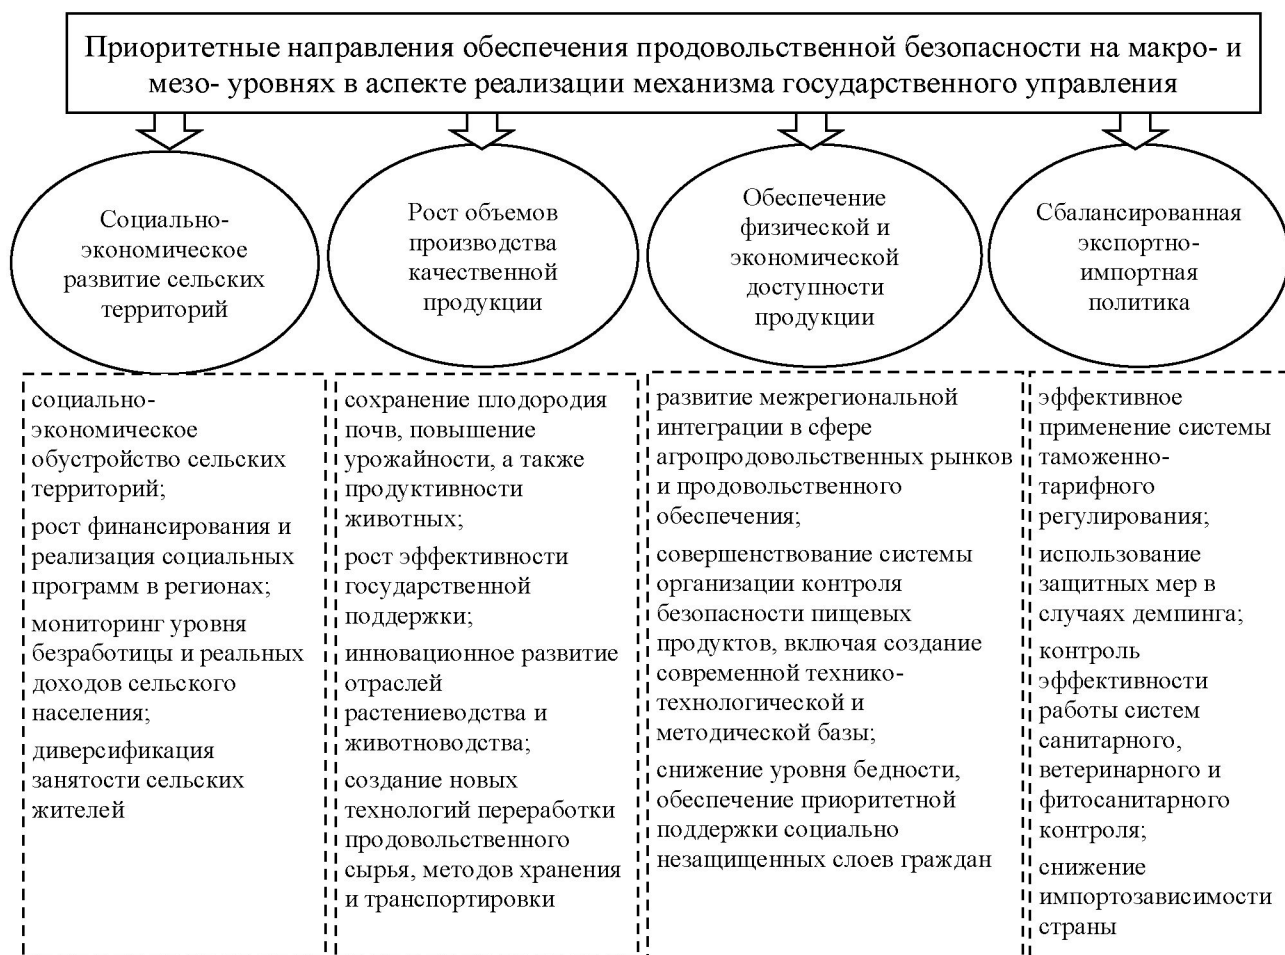 Приоритетные направления обеспечения продовольственной безопасности на макро- и
мезо- уровнях в аспекте реализации механизма государственного управления
Социально-
экономическое
развитие сельских
территорий
Рост объемов
производства
качественной
продукции
Обеспечение
физической и
экономической
доступности
продукции
Сбалансированная
экспортно-
импортная
политика
социально-
экономическое
обустройство сельских
территорий;
рост финансирования и
реализация социальных
программ в регионах;
мониторинг уровня
безработицы и реальных
доходов сельского
населения;
диверсификация
занятости сельских
жителей
сохранение плодородия
почв, повышение
урожайности, а также
продуктивности
животных;
рост эффективности
государственной
поддержки;
инновационное развитие
отраслей
растениеводства и
животноводства;
создание новых
технологий переработки
продовольственного
сырья, методов хранения
и транспортировки
развитие межрегиональной
интеграции в сфере
агропродовольственных рынков
и продовольственного
обеспечения;
совершенствование системы
организации контроля
безопасности пищевых
продуктов, включая создание
современной технико-
технологической и
методической базы;
снижение уровня бедности,
обеспечение приоритетной
поддержки социально
незащищенных слоев граждан
эффективное
применение системы
таможенно-
тарифного
регулирования;
использование
защитных мер в
случаях демпинга;
контроль
эффективности
работы систем
санитарного,
ветеринарного и
фитосанитарного
контроля;
снижение
импортозависимости
страны